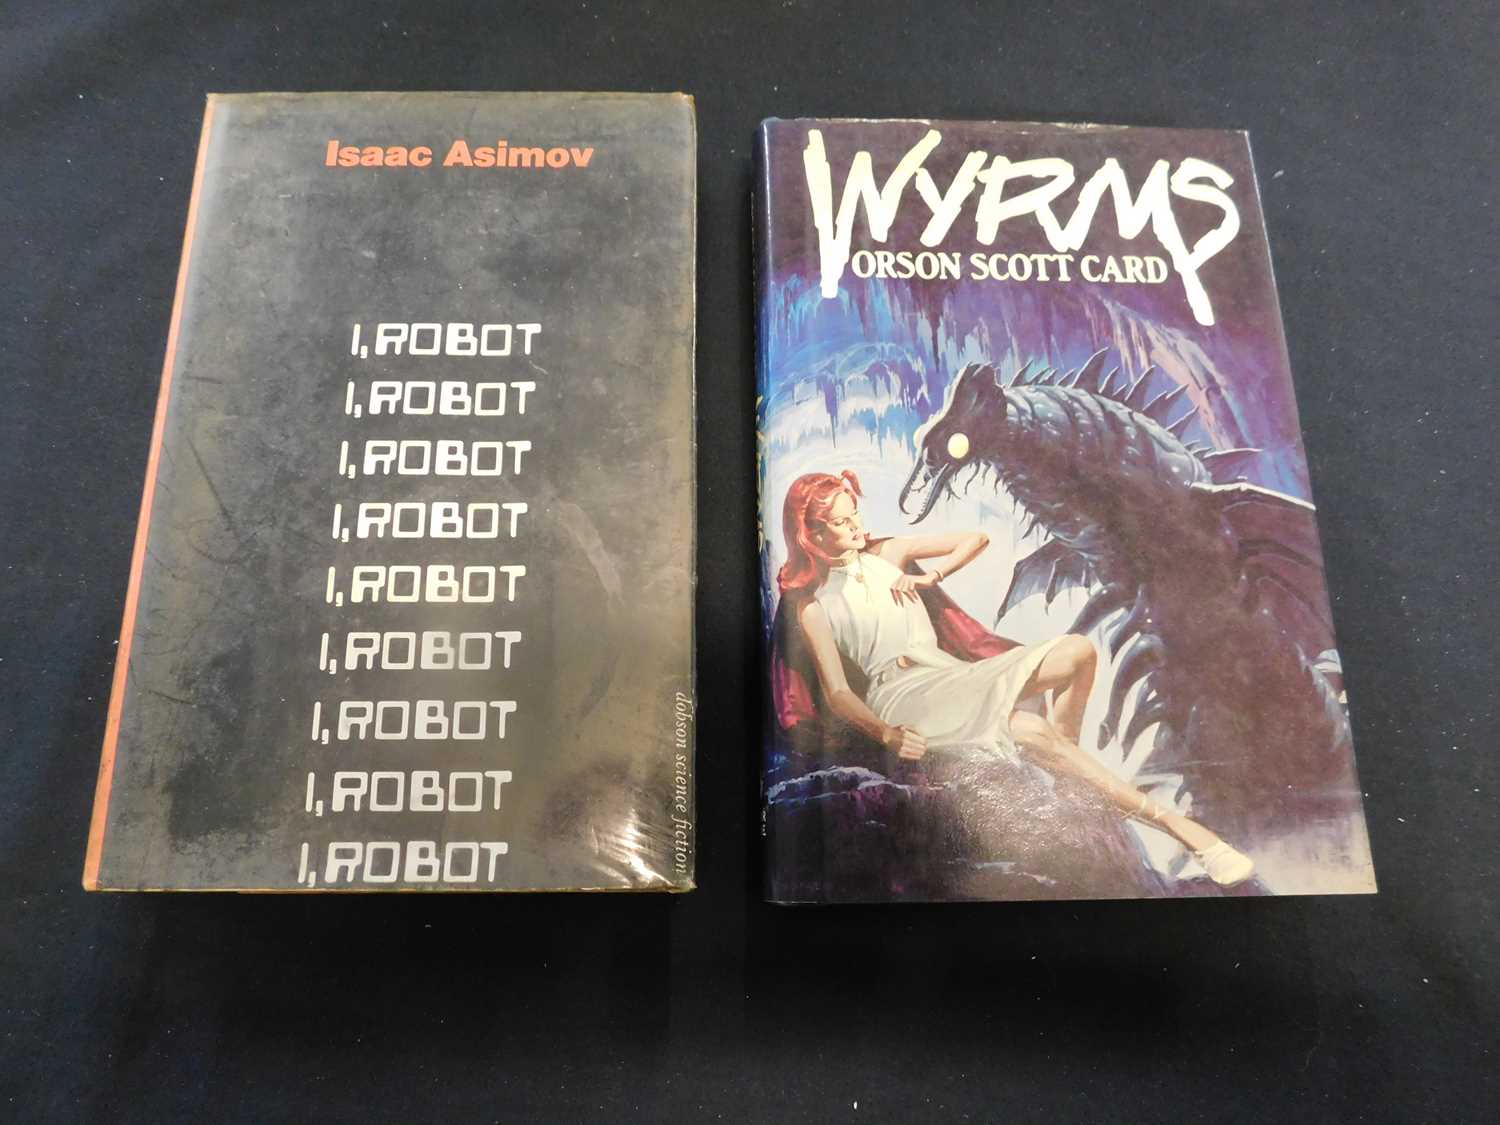 Isaac Asimov
I, ROBOT
I, ROBOT
I, ROBOT
I, ROBOT
I, ROBOT
I, ROBOT
I, ROBOT
I, ROBOT
I, ROBOT
dobson science fiction
WYRMS
ORSON SCOTT CARD